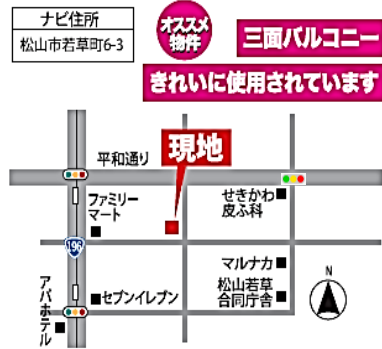 ナビ住所
松山市若草町6-3
オススメ
物件
三面バルコニー
きれいに使用されています
平和通り
現地
ファミリー
マート
せきかわ
皮ふ科
196
マルナカ
松山若草
合同庁舎
セブンイレブン
アパホテル
N